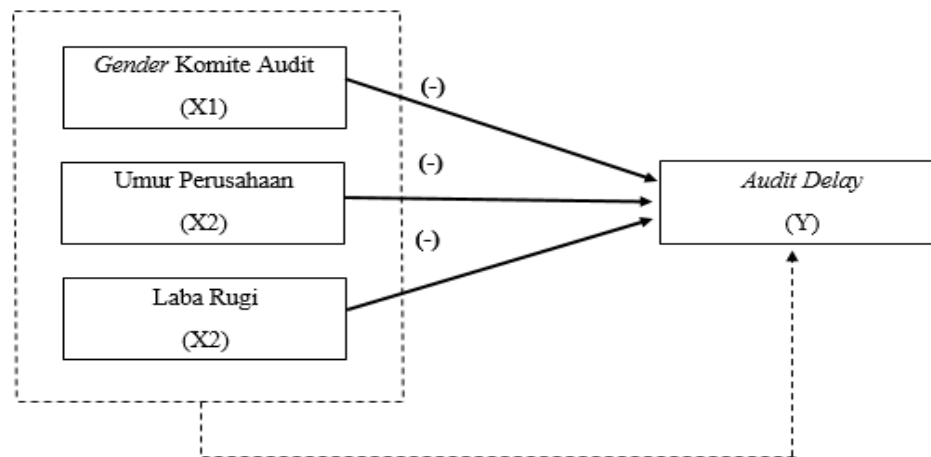 Gender Komite Audit
(X1)
(-)
Umur Perusahaan
(X2)
(-)
Audit Delay
(Y)
(-)
Laba Rugi
(X2)